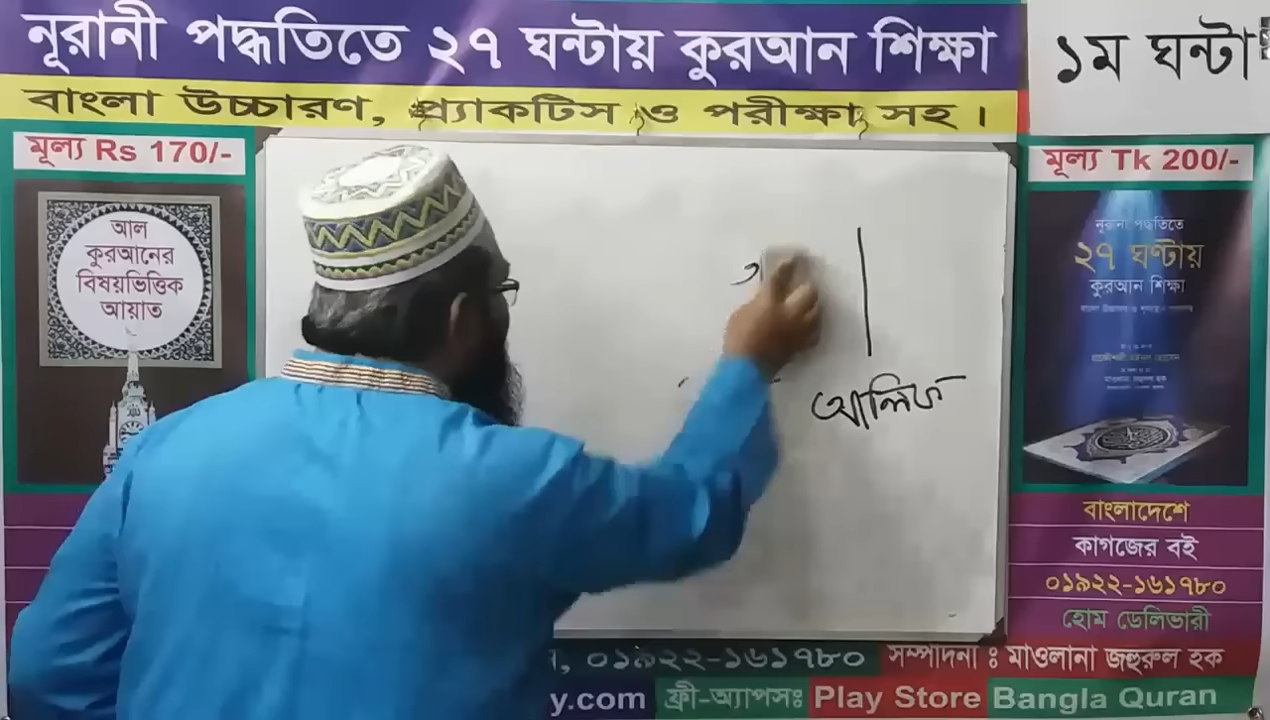 নূরানী পদ্ধতিতে ২৭ ঘন্টায় কুরআন শিক্ষা
১ম ঘন্টা
বাংলা উচ্চারণ, প্র্যাকটিস ও পরীক্ষা সহ।
মূল্য Rs 170/-
আল
কুরআনের
বিষয়ভিত্তিক
আয়াত
আলিফ
মূল্য Tk 200/-
নূরানী পদ্ধতিতে
২৭ ঘণ্টায়
কুরআন শিক্ষা
বাংলাদেশে
কাগজের বই
০১৯২২-১৬১৭৮০
হোম ডেলিভারী
, ০১৯২২-১৬১৭৮০ সম্পাদনা ঃ মাওলানা জহুরুল হক
y.com ফ্রী-অ্যাপসঃ Play Store Bangla Quran